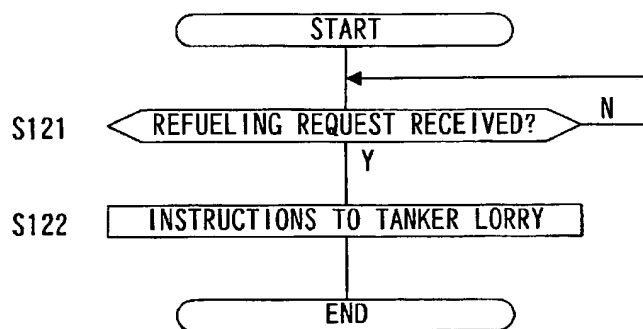 START
S121 REFUELING REQUEST RECEIVED? N
Y
S122 INSTRUCTIONS TO TANKER LORRY
END